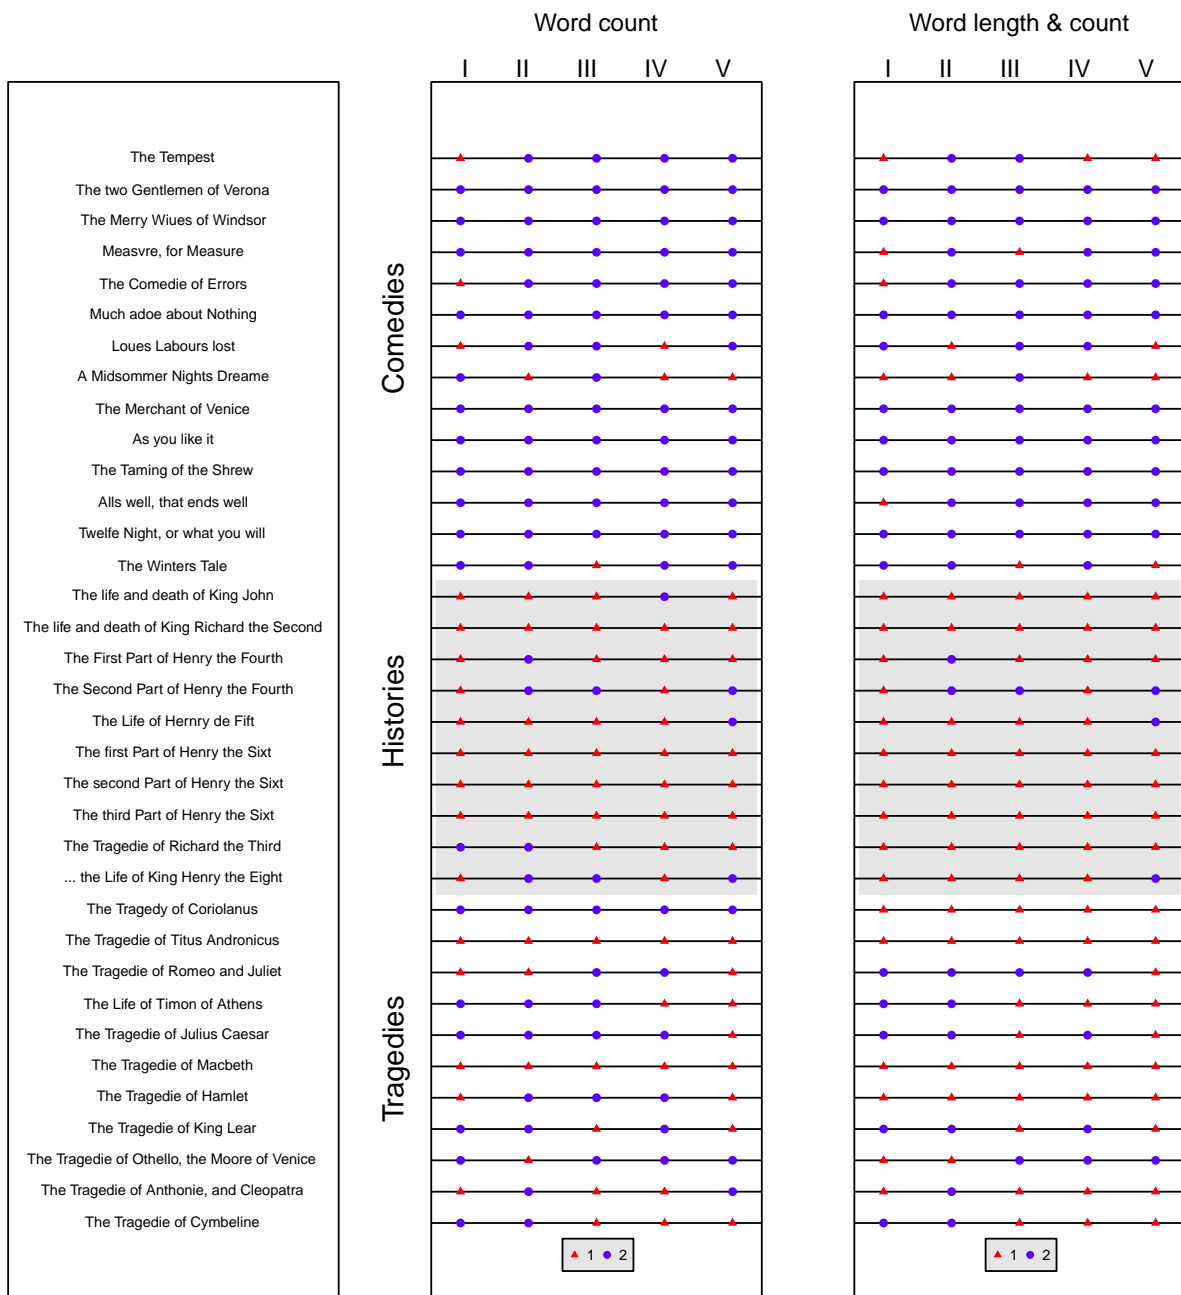 Word count
Word length & count
I II III IV V
I II III IV V
The Tempest
The two Gentlemen of Verona
The Merry Wiues of Windsor
Measvre, for Measure
The Comedie of Errors
Much adoe about Nothing
Loues Labours lost
A Midsommer Nights Dreame
The Merchant of Venice
As you like it
The Taming of the Shrew
Alls well, that ends well
Twelfe Night, or what you will
The Winters Tale
The life and death of King John
The life and death of King Richard the Second
The First Part of Henry the Fourth
The Second Part of Henry the Fourth
The Life of Hernry de Fift
The first Part of Henry the Sixt
The second Part of Henry the Sixt
The third Part of Henry the Sixt
The Tragedie of Richard the Third
... the Life of King Henry the Eight
The Tragedy of Coriolanus
The Tragedie of Titus Andronicus
The Tragedie of Romeo and Juliet
The Life of Timon of Athens
The Tragedie of Julius Caesar
The Tragedie of Macbeth
The Tragedie of Hamlet
The Tragedie of King Lear
The Tragedie of Othello, the Moore of Venice
The Tragedie of Anthonie, and Cleopatra
The Tragedie of Cymbeline
Comedies
Histories
Tragedies
1 2
1 2